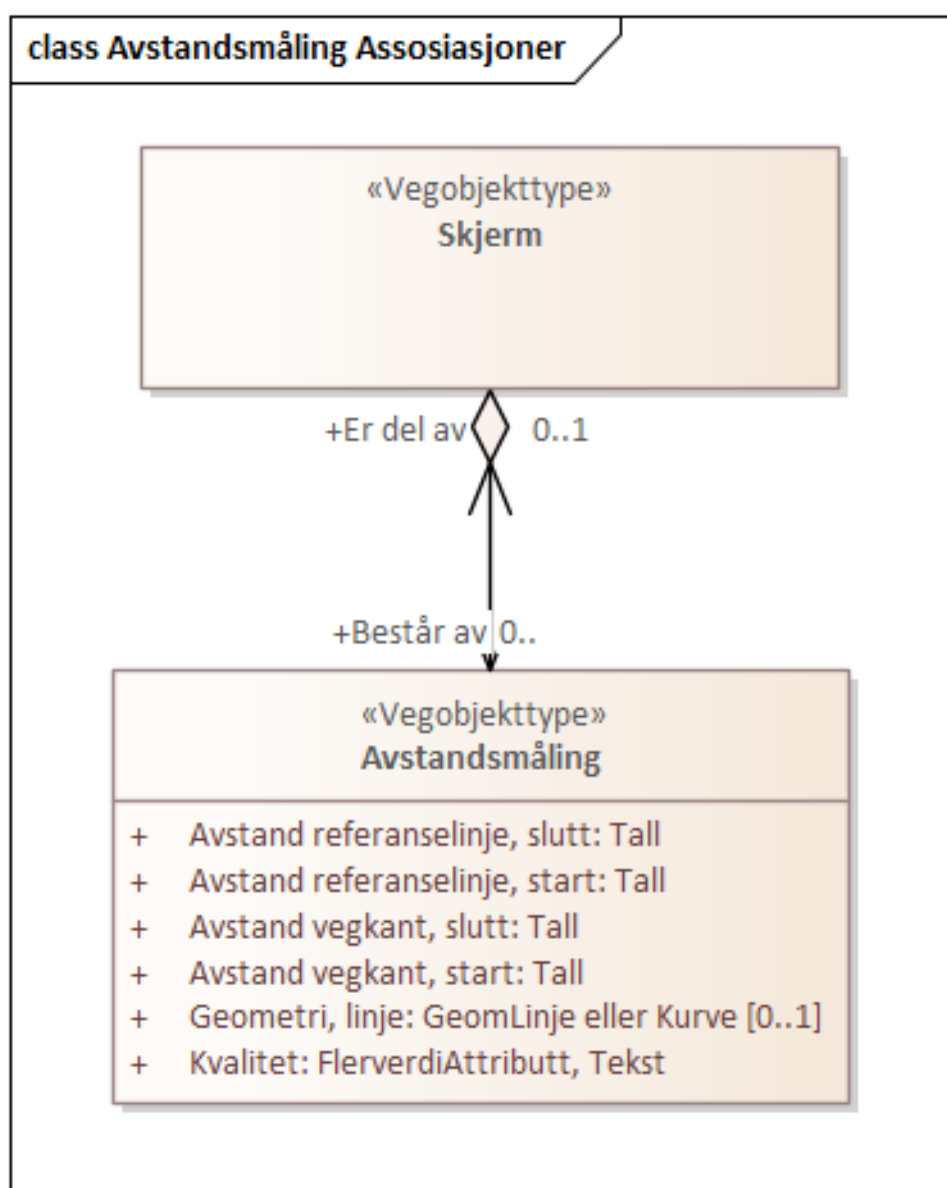 class Avstandsmåling Assosiasjoner
«Vegobjekttype»
Skjerm
+Er del av 0..1
+Består av 0..
«Vegobjekttype»
Avstandsmåling
+ Avstand referanselinje, slutt: Tall
+ Avstand referanselinje, start: Tall
+ Avstand vegkant, slutt: Tall
+ Avstand vegkant, start: Tall
+ Geometri, linje: GeomLinje eller Kurve [0..1]
+ Kvalitet: FlerverdiAttributt, Tekst